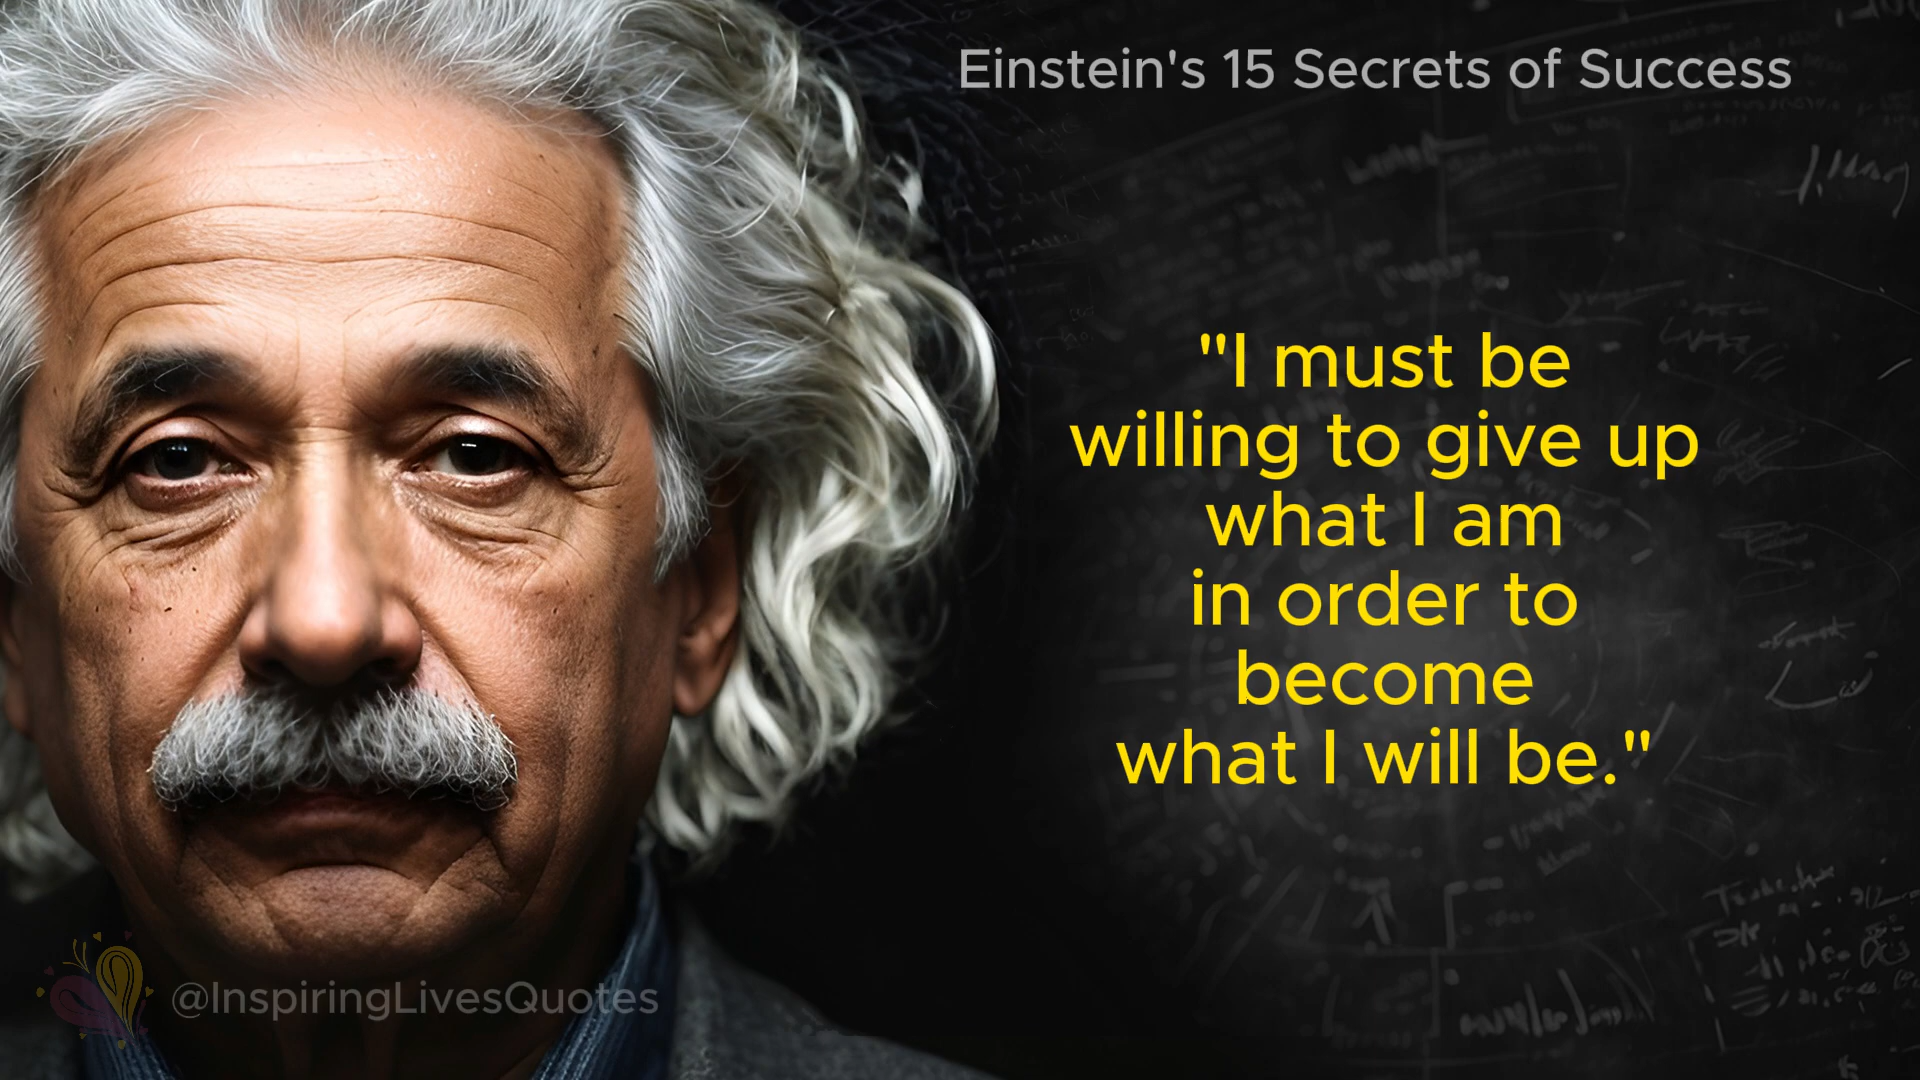 Einstein's 15 Secrets of Success
"I must be
willing to give up
what I am
in order to
become
what I will be."
@InspiringLivesQuotes